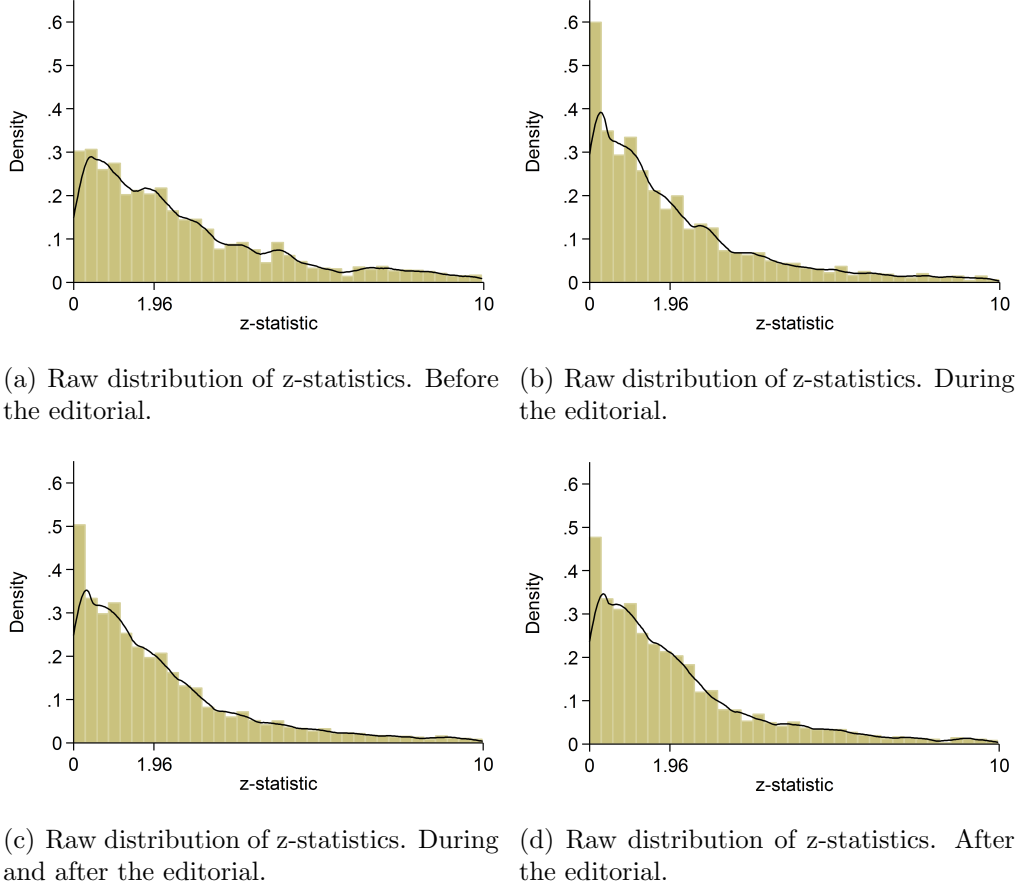 .6
.5
.4
.3
.2
.1
0
Density
0 1.96 10
z-statistic
(a) Raw distribution of z-statistics. Before
the editorial.
.6
.5
.4
.3
.2
.1
0
Density
0 1.96 10
z-statistic
(b) Raw distribution of z-statistics. During
the editorial.
.6
.5
.4
.3
.2
.1
0
Density
0 1.96 10
z-statistic
(c) Raw distribution of z-statistics. During
and after the editorial.
.6
.5
.4
.3
.2
.1
0
Density
0 1.96 10
z-statistic
(d) Raw distribution of z-statistics. After
the editorial.